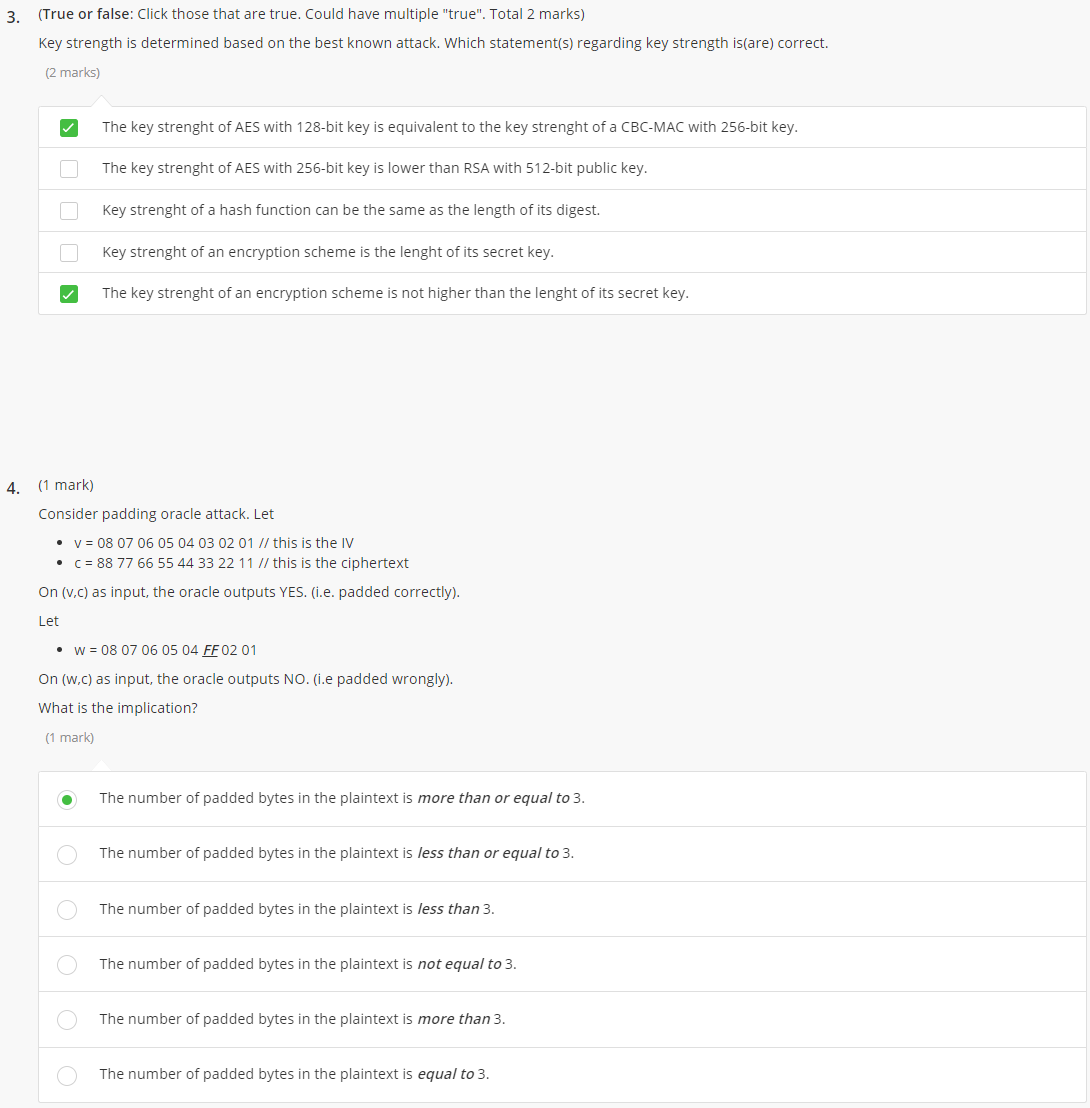 3. (True or false: Click those that are true. Could have multiple "true". Total 2 marks)
Key strength is determined based on the best known attack. Which statement(s) regarding key strength is(are) correct.
(2 marks)
The key strenght of AES with 128-bit key is equivalent to the key strenght of a CBC-MAC with 256-bit key.
The key strenght of AES with 256-bit key is lower than RSA with 512-bit public key.
Key strenght of a hash function can be the same as the length of its digest.
Key strenght of an encryption scheme is the lenght of its secret key.
The key strenght of an encryption scheme is not higher than the lenght of its secret key.
4. (1 mark)
Consider padding oracle attack. Let
• v = 08 07 06 05 04 03 02 01 // this is the IV
• c = 88 77 66 55 44 33 22 11 // this is the ciphertext
On (v,c) as input, the oracle outputs YES. (i.e. padded correctly).
Let
• w = 08 07 06 05 04 FF 02 01
On (w,c) as input, the oracle outputs NO. (i.e padded wrongly).
What is the implication?
(1 mark)
The number of padded bytes in the plaintext is more than or equal to 3.
The number of padded bytes in the plaintext is less than or equal to 3.
The number of padded bytes in the plaintext is less than 3.
The number of padded bytes in the plaintext is not equal to 3.
The number of padded bytes in the plaintext is more than 3.
The number of padded bytes in the plaintext is equal to 3.